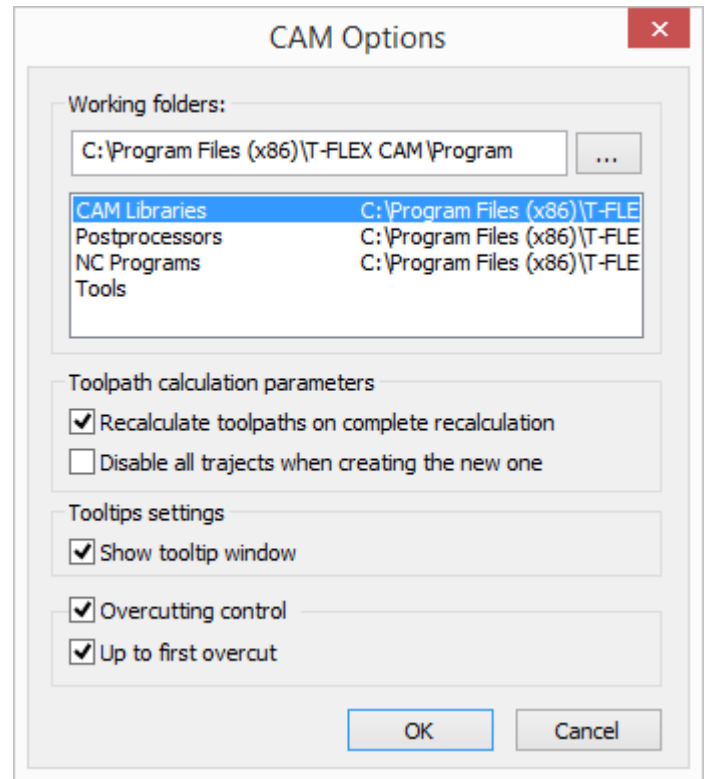 CAM Options
Working folders:
C:\Program Files (x86)\T-FLEX CAM\Program
...
CAM Libraries C:\Program Files (x86)\T-FLE
Postprocessors C:\Program Files (x86)\T-FLE
NC Programs C:\Program Files (x86)\T-FLE
Tools
Toolpath calculation parameters
Recalculate toolpaths on complete recalculation
Disable all trajects when creating the new one
Tooltips settings
Show tooltip window
Overcutting control
Up to first overcut
OK Cancel